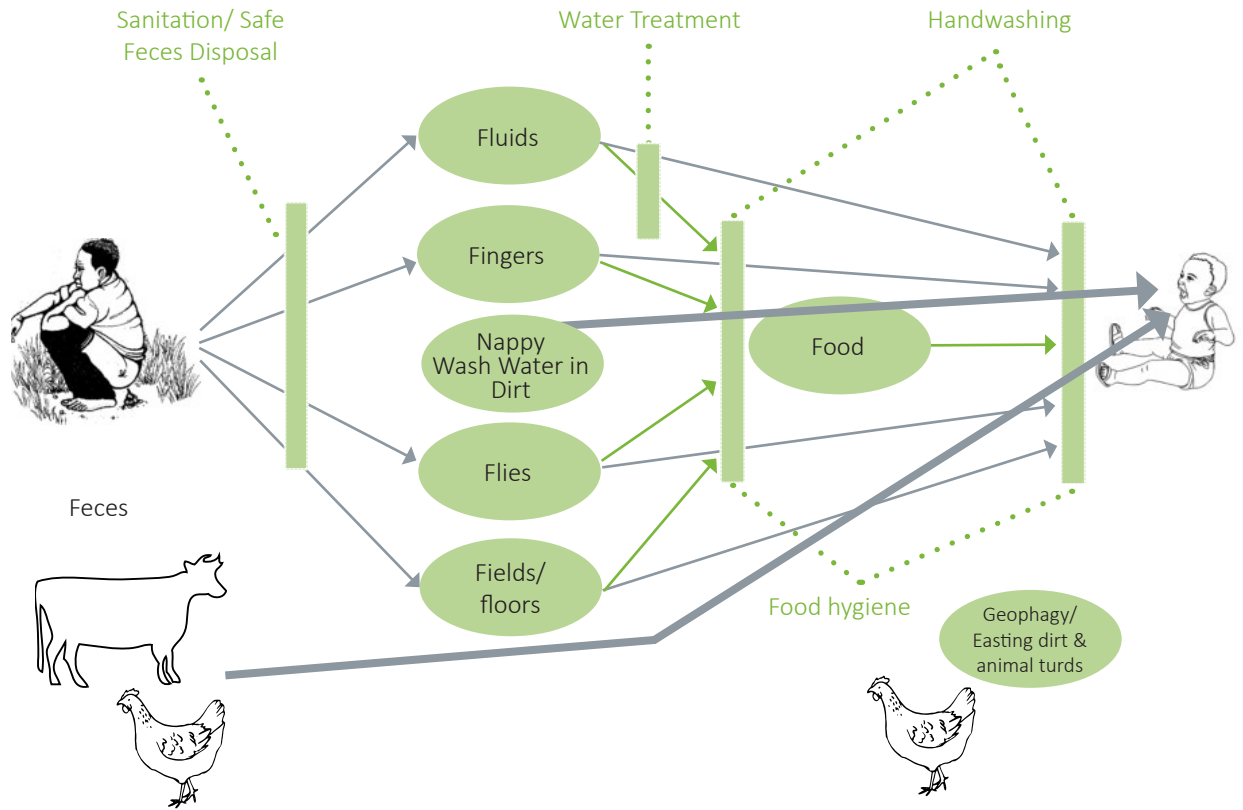 Sanitation/ Safe
Feces Disposal
Water Treatment
Handwashing
Fluids
Fingers
Nappy
Wash Water in
Dirt
Food
Flies
Feces
Fields/
floors
Food hygiene
Geophagy/
Easting dirt &
animal turds